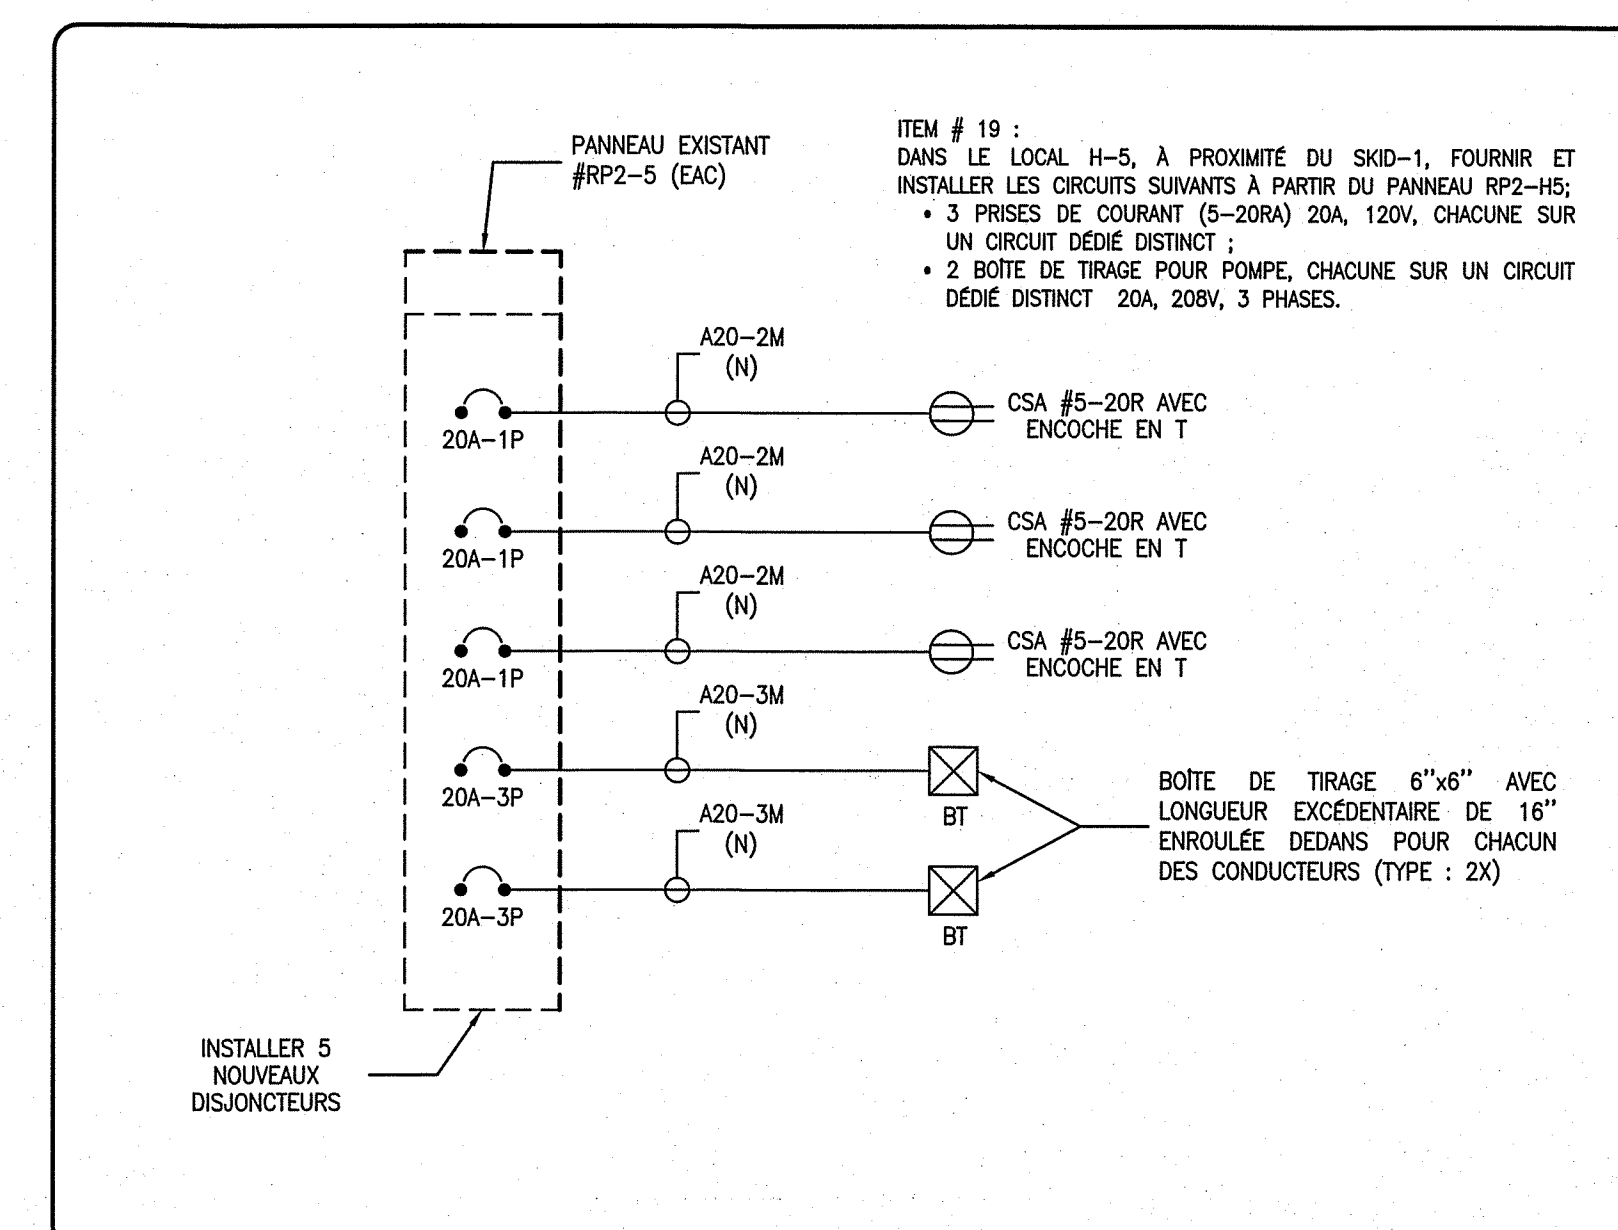 PANNEAU EXISTANT
#RP2-5 (EAC)
ITEM # 19 :
DANS LE LOCAL H-5, À PROXIMITÉ DU SKID-1, FOURNIR ET
INSTALLER LES CIRCUITS SUIVANTS À PARTIR DU PANNEAU RP2-H5;
• 3 PRISES DE COURANT (5-20RA) 20A, 120V, CHACUNE SUR
UN CIRCUIT DÉDIÉ DISTINCT ;
• 2 BOÎTE DE TIRAGE POUR POMPE, CHACUNE SUR UN CIRCUIT
DÉDIÉ DISTINCT 20A, 208V, 3 PHASES.
A20-2M
(N)
20A-1P
CSA #5-20R AVEC
ENCOCHE EN T
A20-2M
(N)
20A-1P
CSA #5-20R AVEC
ENCOCHE EN T
A20-2M
(N)
20A-1P
CSA #5-20R AVEC
ENCOCHE EN T
A20-3M
(N)
20A-3P
BT
A20-3M
(N)
20A-3P
BT
BOÎTE DE TIRAGE 6"x6" AVEC
LONGUEUR EXCÉDENTAIRE DE 16"
ENROULÉE DEDANS POUR CHACUN
DES CONDUCTEURS (TYPE : 2X)
INSTALLER 5
NOUVEAUX
DISJONCTEURS